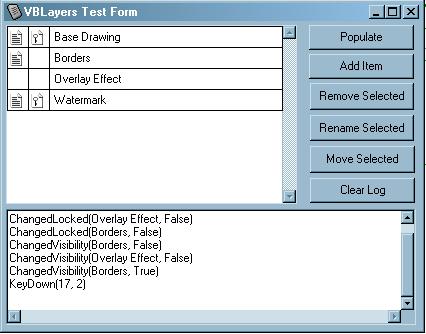 VBLayers Test Form
Base Drawing
Borders
Overlay Effect
Watermark
Populate
Add Item
Remove Selected
Rename Selected
Move Selected
Clear Log
ChangedLocked(Overlay Effect, False)
ChangedLocked(Borders, False)
ChangedVisibility(Borders, False)
ChangedVisibility(Overlay Effect, False)
ChangedVisibility(Borders, True)
KeyDown(17, 2)